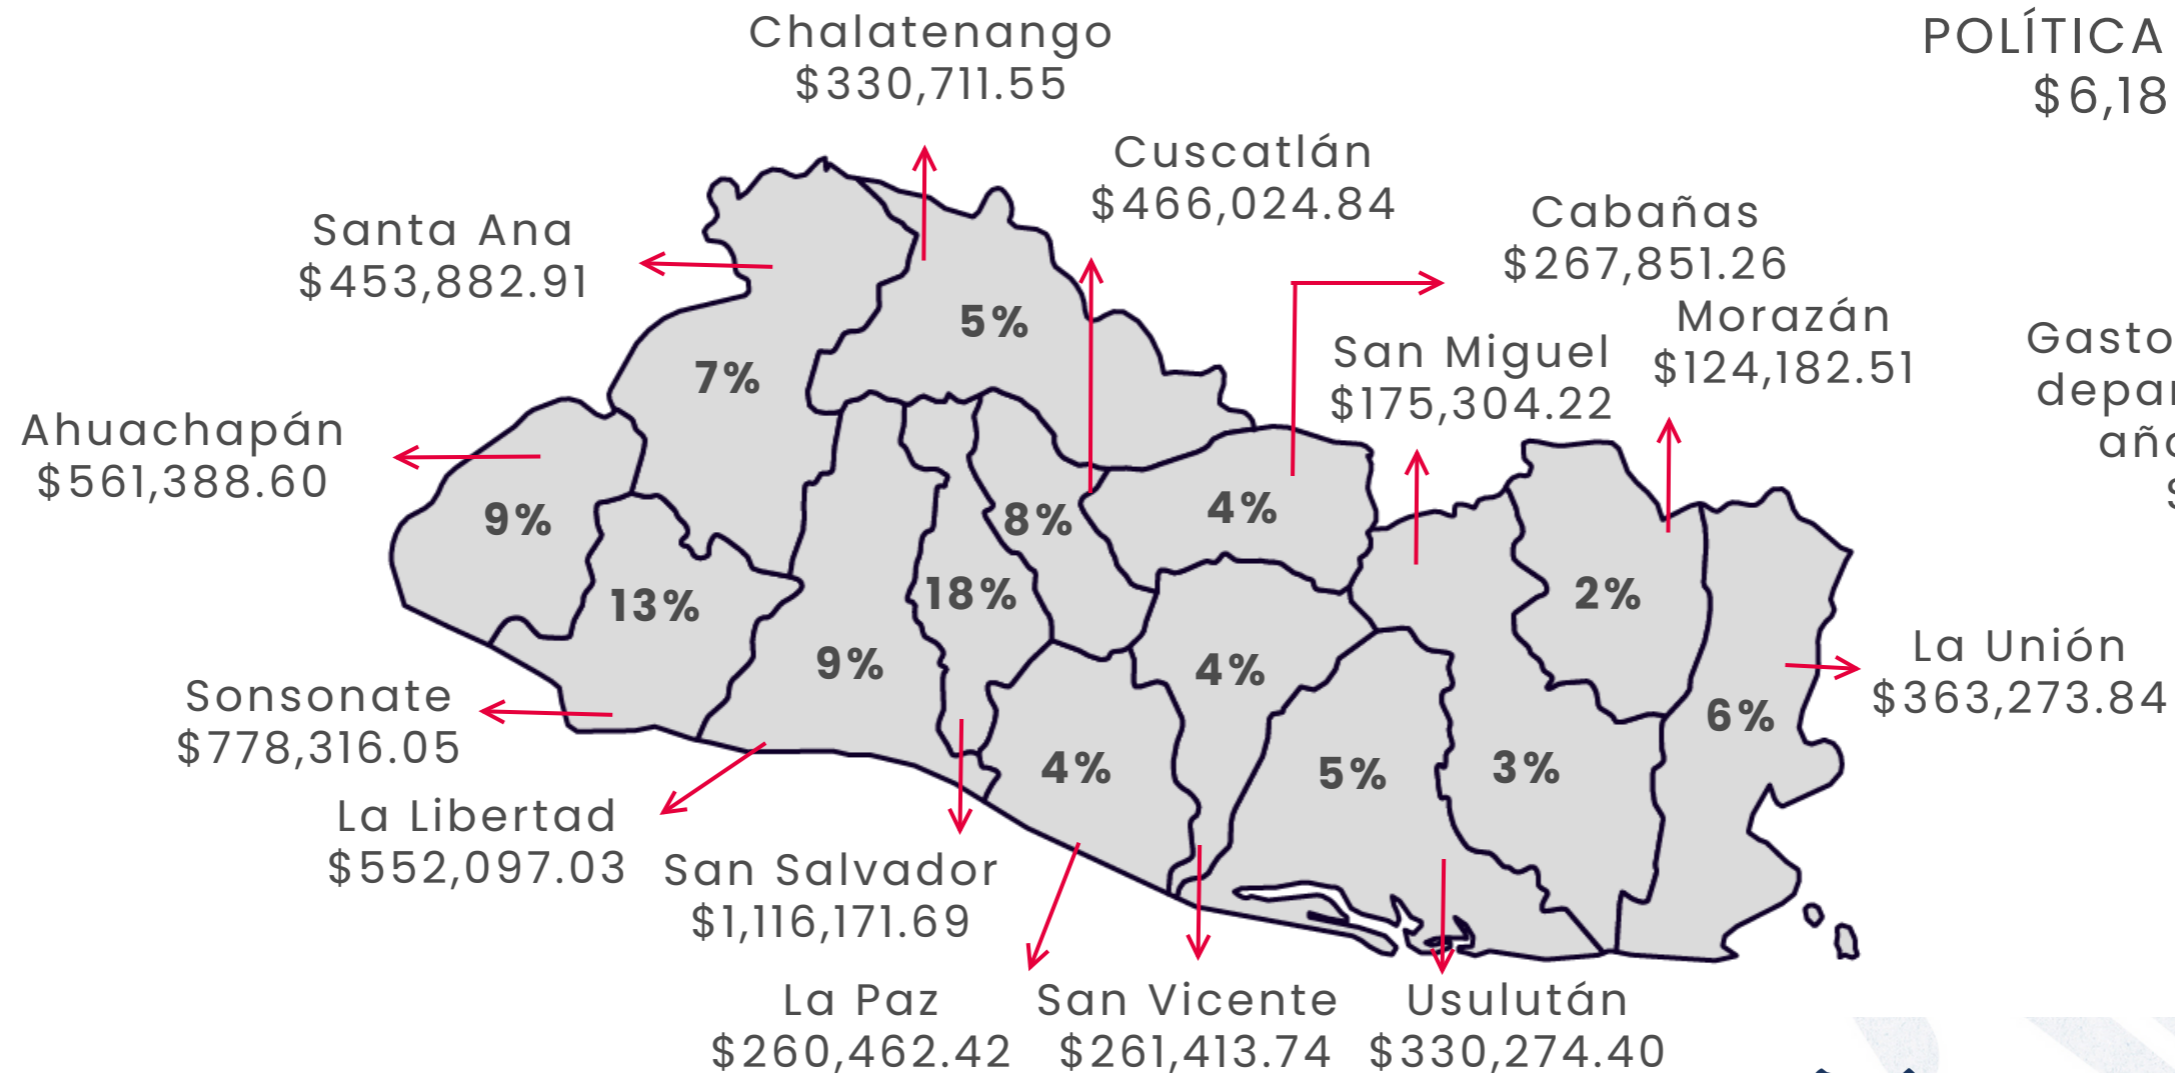 Chalatenango
$330,711.55
POLÍTICA
$6,18
Cuscatlán
$466,024.84
Santa Ana
$453,882.91
Cabañas
$267,851.26
Morazán
$124,182.51
San Miguel
$175,304.22
Gasto
depar
año
Ahuachapán
$561,388.60
5%
7%
9%
8%
4%
13%
18%
2%
9%
4%
6%
4%
5%
3%
La Unión
$363,273.84
Sonsonate
$778,316.05
La Libertad
$552,097.03
San Salvador
$1,116,171.69
La Paz
$260,462.42
San Vicente
$261,413.74
Usulután
$330,274.40